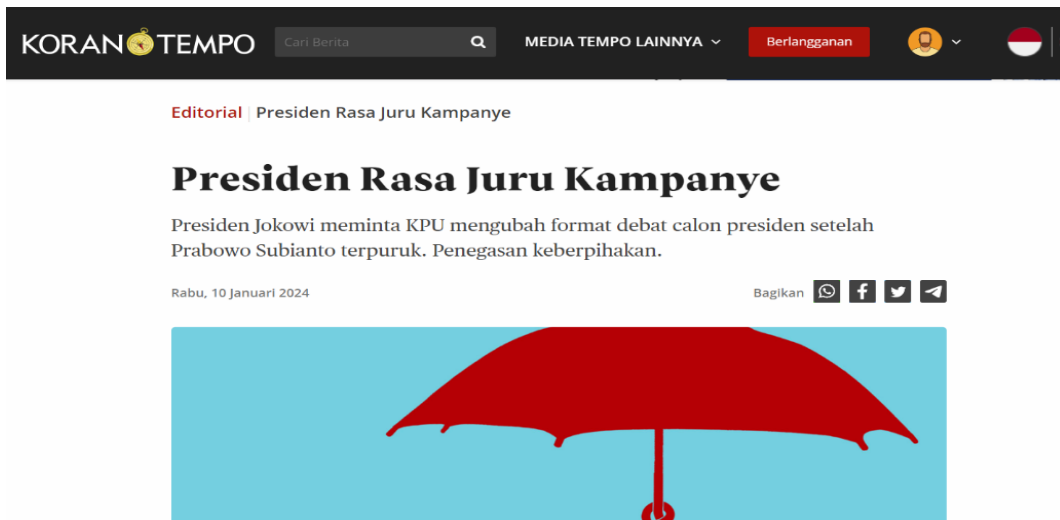 KORAN TEMPO
Cari Berita
MEDIA TEMPO LAINNYA
Berlangganan
Editorial | Presiden Rasa Juru Kampanye
Presiden Rasa Juru Kampanye
Presiden Jokowi meminta KPU mengubah format debat calon presiden setelah
Prabowo Subianto terpuruk. Penegasan keberpihakan.
Rabu, 10 Januari 2024
Bagikan